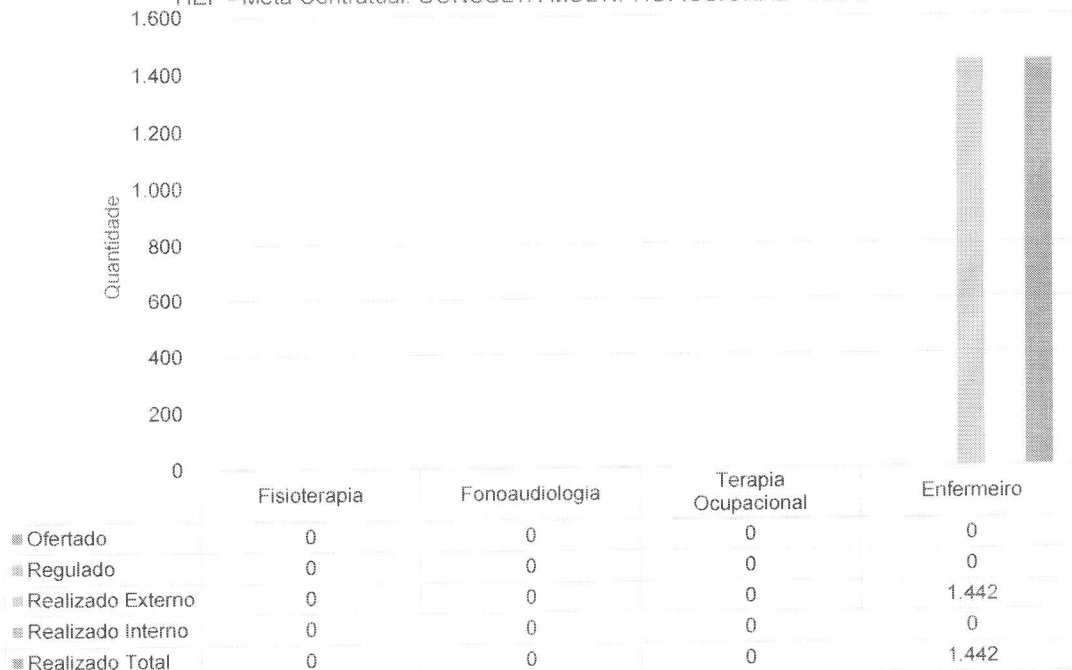 1.600
1.400
1.200
1.000
800
600
400
200
0
Quantidade
Fisioterapia Fonoaudiologia Terapia Ocupacional Enfermeiro
Ofertado 0 0 0 0
Regulado 0 0 0 0
Realizado Externo 0 0 0 1.442
Realizado Interno 0 0 0 0
Realizado Total 0 0 0 1.442